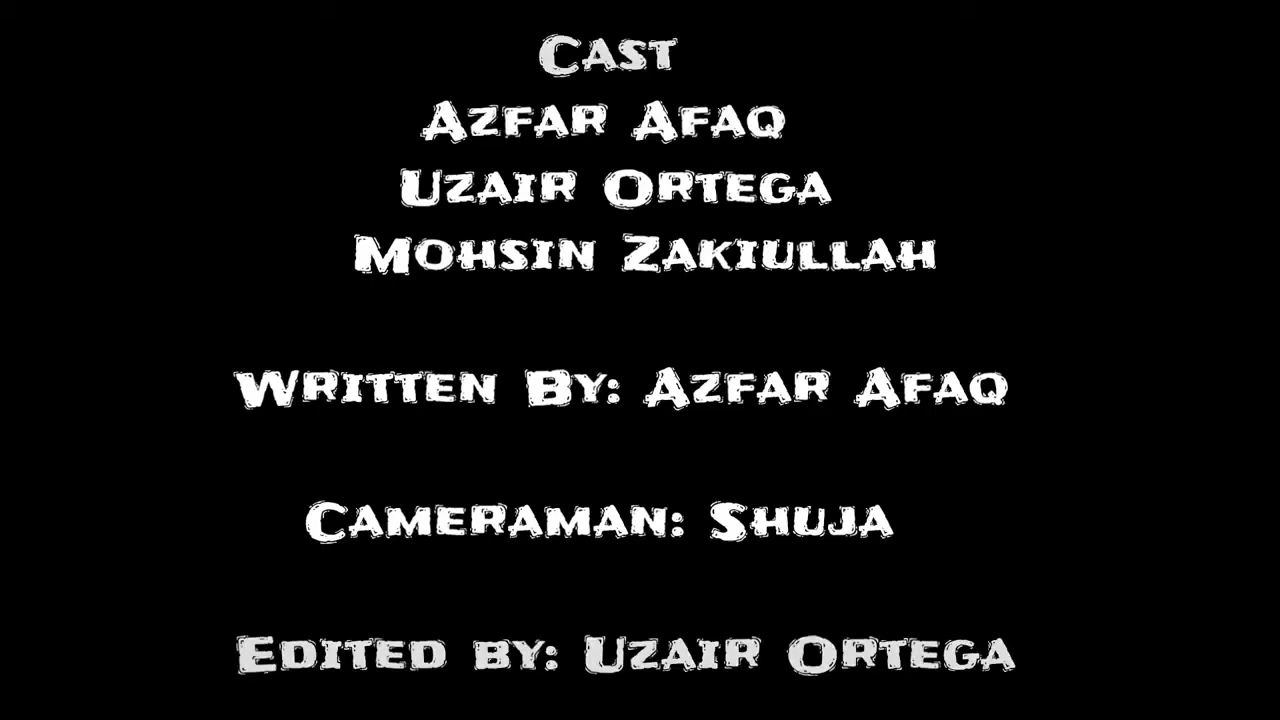 Cast
Azfar Afaq
Uzair Ortega
Mohsin Zakiullah
Written By: Azfar Afaq
Cameraman: Shuja
Edited by: Uzair Ortega